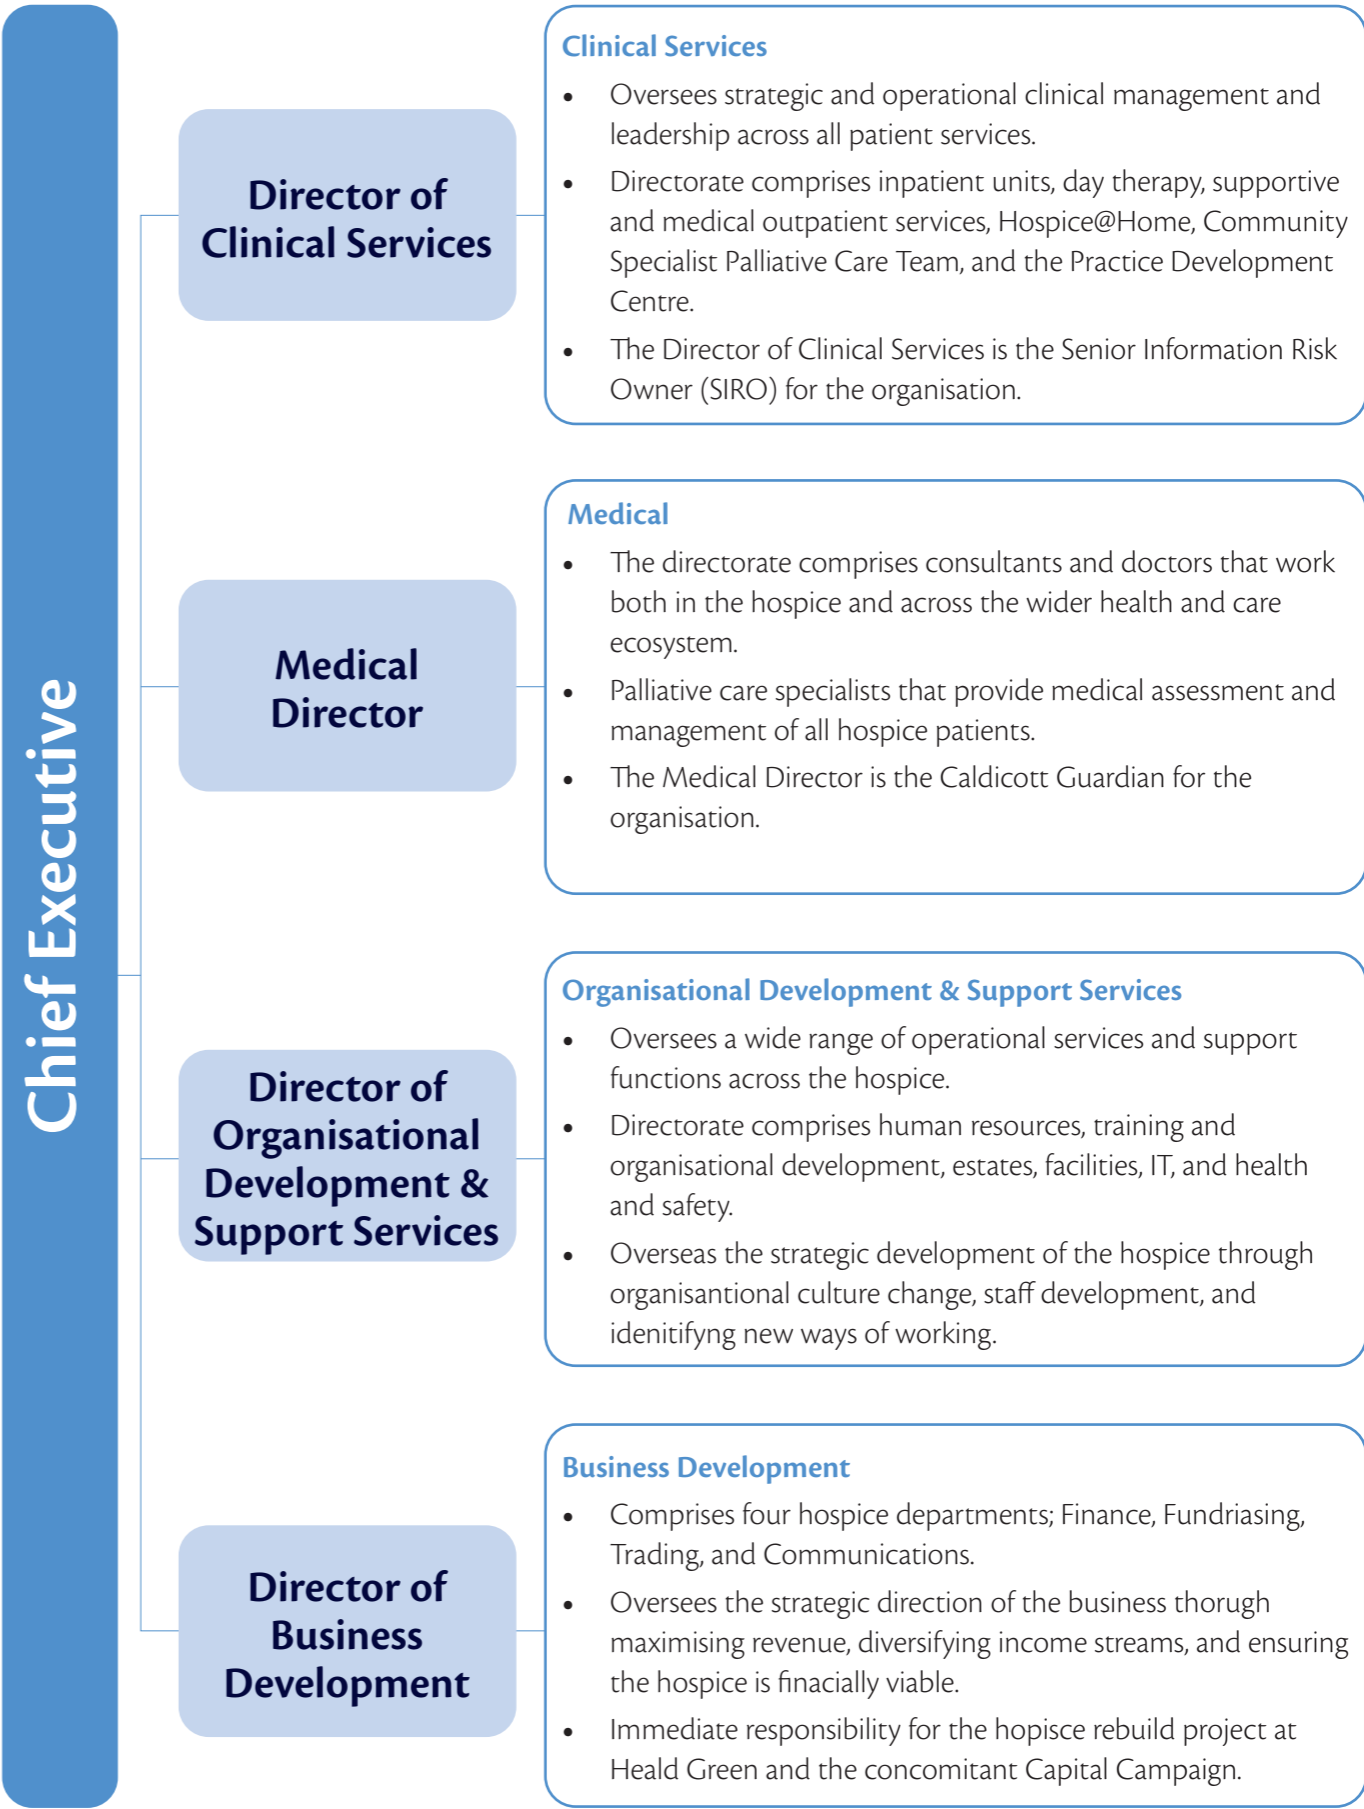 Chief Executive
Director of
Clinical Services
Clinical Services
• Oversees strategic and operational clinical management and
leadership across all patient services.
• Directorate comprises inpatient units, day therapy, supportive
and medical outpatient services, Hospice@Home, Community
Specialist Palliative Care Team, and the Practice Development
Centre.
• The Director of Clinical Services is the Senior Information Risk
Owner (SIRO) for the organisation.
Medical
Director
Medical
• The directorate comprises consultants and doctors that work
both in the hospice and across the wider health and care
ecosystem.
• Palliative care specialists that provide medical assessment and
management of all hospice patients.
• The Medical Director is the Caldicott Guardian for the
organisation.
Director of
Organisational
Development &
Support Services
Organisational Development & Support Services
• Oversees a wide range of operational services and support
functions across the hospice.
• Directorate comprises human resources, training and
organisational development, estates, facilities, IT, and health
and safety.
• Overseas the strategic development of the hospice through
organisantional culture change, staff development, and
idenitifyng new ways of working.
Director of
Business
Development
Business Development
• Comprises four hospice departments; Finance, Fundriasing,
Trading, and Communications.
• Oversees the strategic direction of the business thorugh
maximising revenue, diversifying income streams, and ensuring
the hospice is finacially viable.
• Immediate responsibility for the hopisce rebuild project at
Heald Green and the concomitant Capital Campaign.